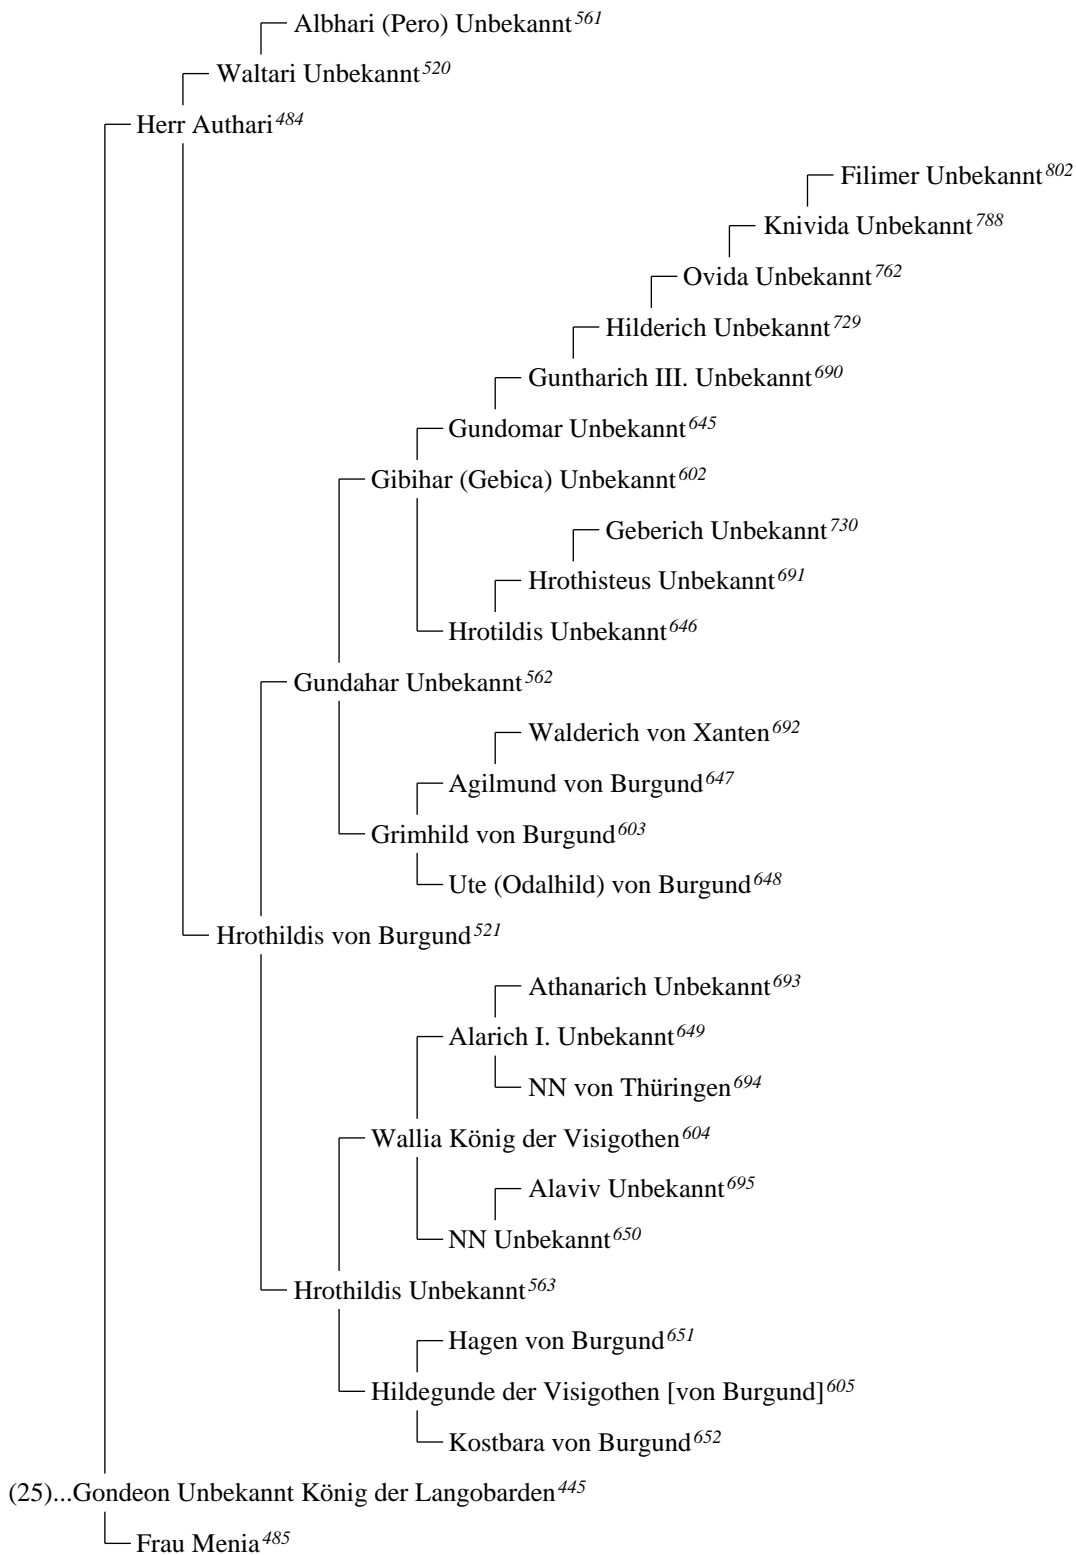 Albhari (Pero) Unbekannt561
Waltari Unbekannt520
Herr Authari484
Filimer Unbekannt802
Knivida Unbekannt788
Ovida Unbekannt762
Hilderich Unbekannt729
Guntharich III. Unbekannt690
Gundomar Unbekannt645
Gibihar (Gebica) Unbekannt602
Geberich Unbekannt730
Hrothisteus Unbekannt691
Hrotildis Unbekannt646
Gundahar Unbekannt562
Walderich von Xanten692
Agilmund von Burgund647
Grimhild von Burgund603
Ute (Odalhild) von Burgund648
Hrothildis von Burgund521
Athanarich Unbekannt693
Alarich I. Unbekannt649
NN von Thüringen694
Wallia König der Visigothen604
Alaviv Unbekannt695
NN Unbekannt650
Hrothildis Unbekannt563
Hagen von Burgund651
Hildegunde der Visigothen [von Burgund]605
Kostbara von Burgund652
(25)...Gondeon Unbekannt König der Langobarden445
Frau Menia485